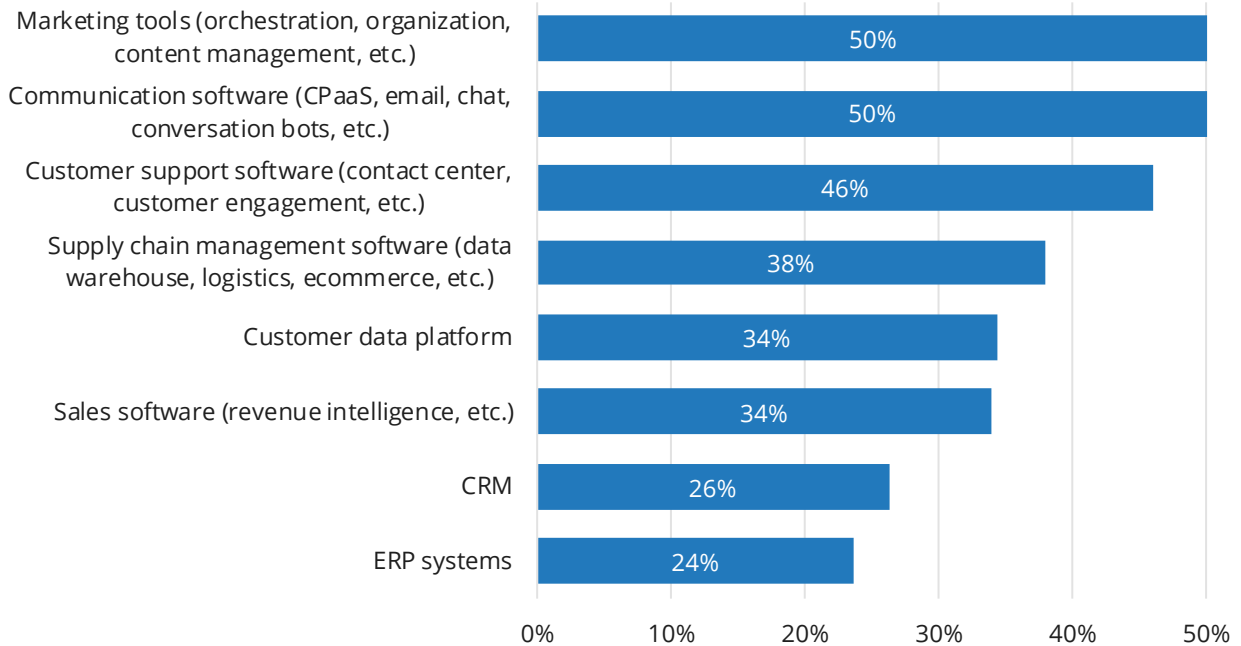 Marketing tools (orchestration, organization,
content management, etc.)
50%
Communication software (CPaaS, email, chat,
conversation bots, etc.)
50%
Customer support software (contact center,
customer engagement, etc.)
46%
Supply chain management software (data
warehouse, logistics, ecommerce, etc.)
38%
Customer data platform
34%
Sales software (revenue intelligence, etc.)
34%
CRM
26%
ERP systems
24%
0% 10% 20% 30% 40% 50%